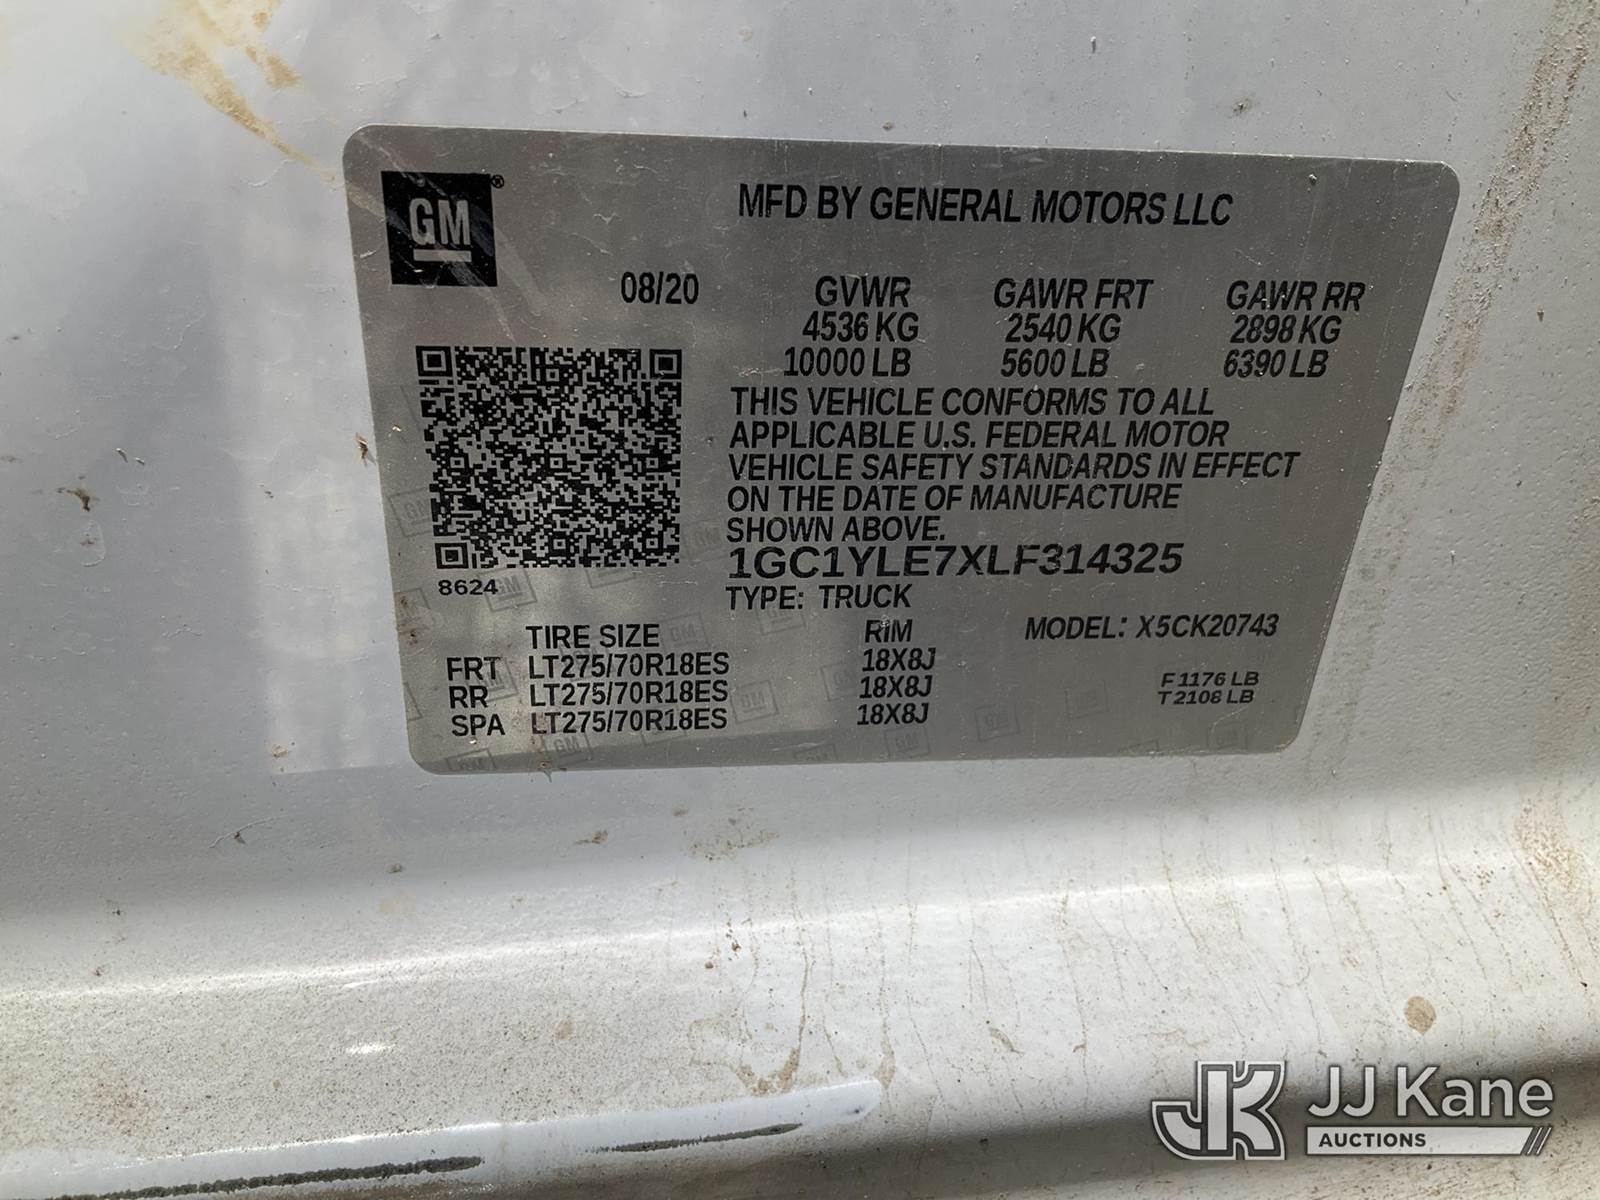 GM®
MFD BY GENERAL MOTORS LLC
08/20 GVWR GAWR FRT GAWR RR
4536 KG 2540 KG 2898 KG
10000 LB 5600 LB 6390 LB
THIS VEHICLE CONFORMS TO ALL
APPLICABLE U.S. FEDERAL MOTOR
VEHICLE SAFETY STANDARDS IN EFFECT
ON THE DATE OF MANUFACTURE
SHOWN ABOVE.
1GC1YLE7XLF314325
8624
TYPE: TRUCK
TIRE SIZE RIM MODEL: X5CK20743
FRT LT275/70R18ES 18X8J
RR LT275/70R18ES 18X8J
SPA LT275/70R18ES 18X8J
F 1176 LB
T 2106 LB
JK JJ Kane
AUCTIONS